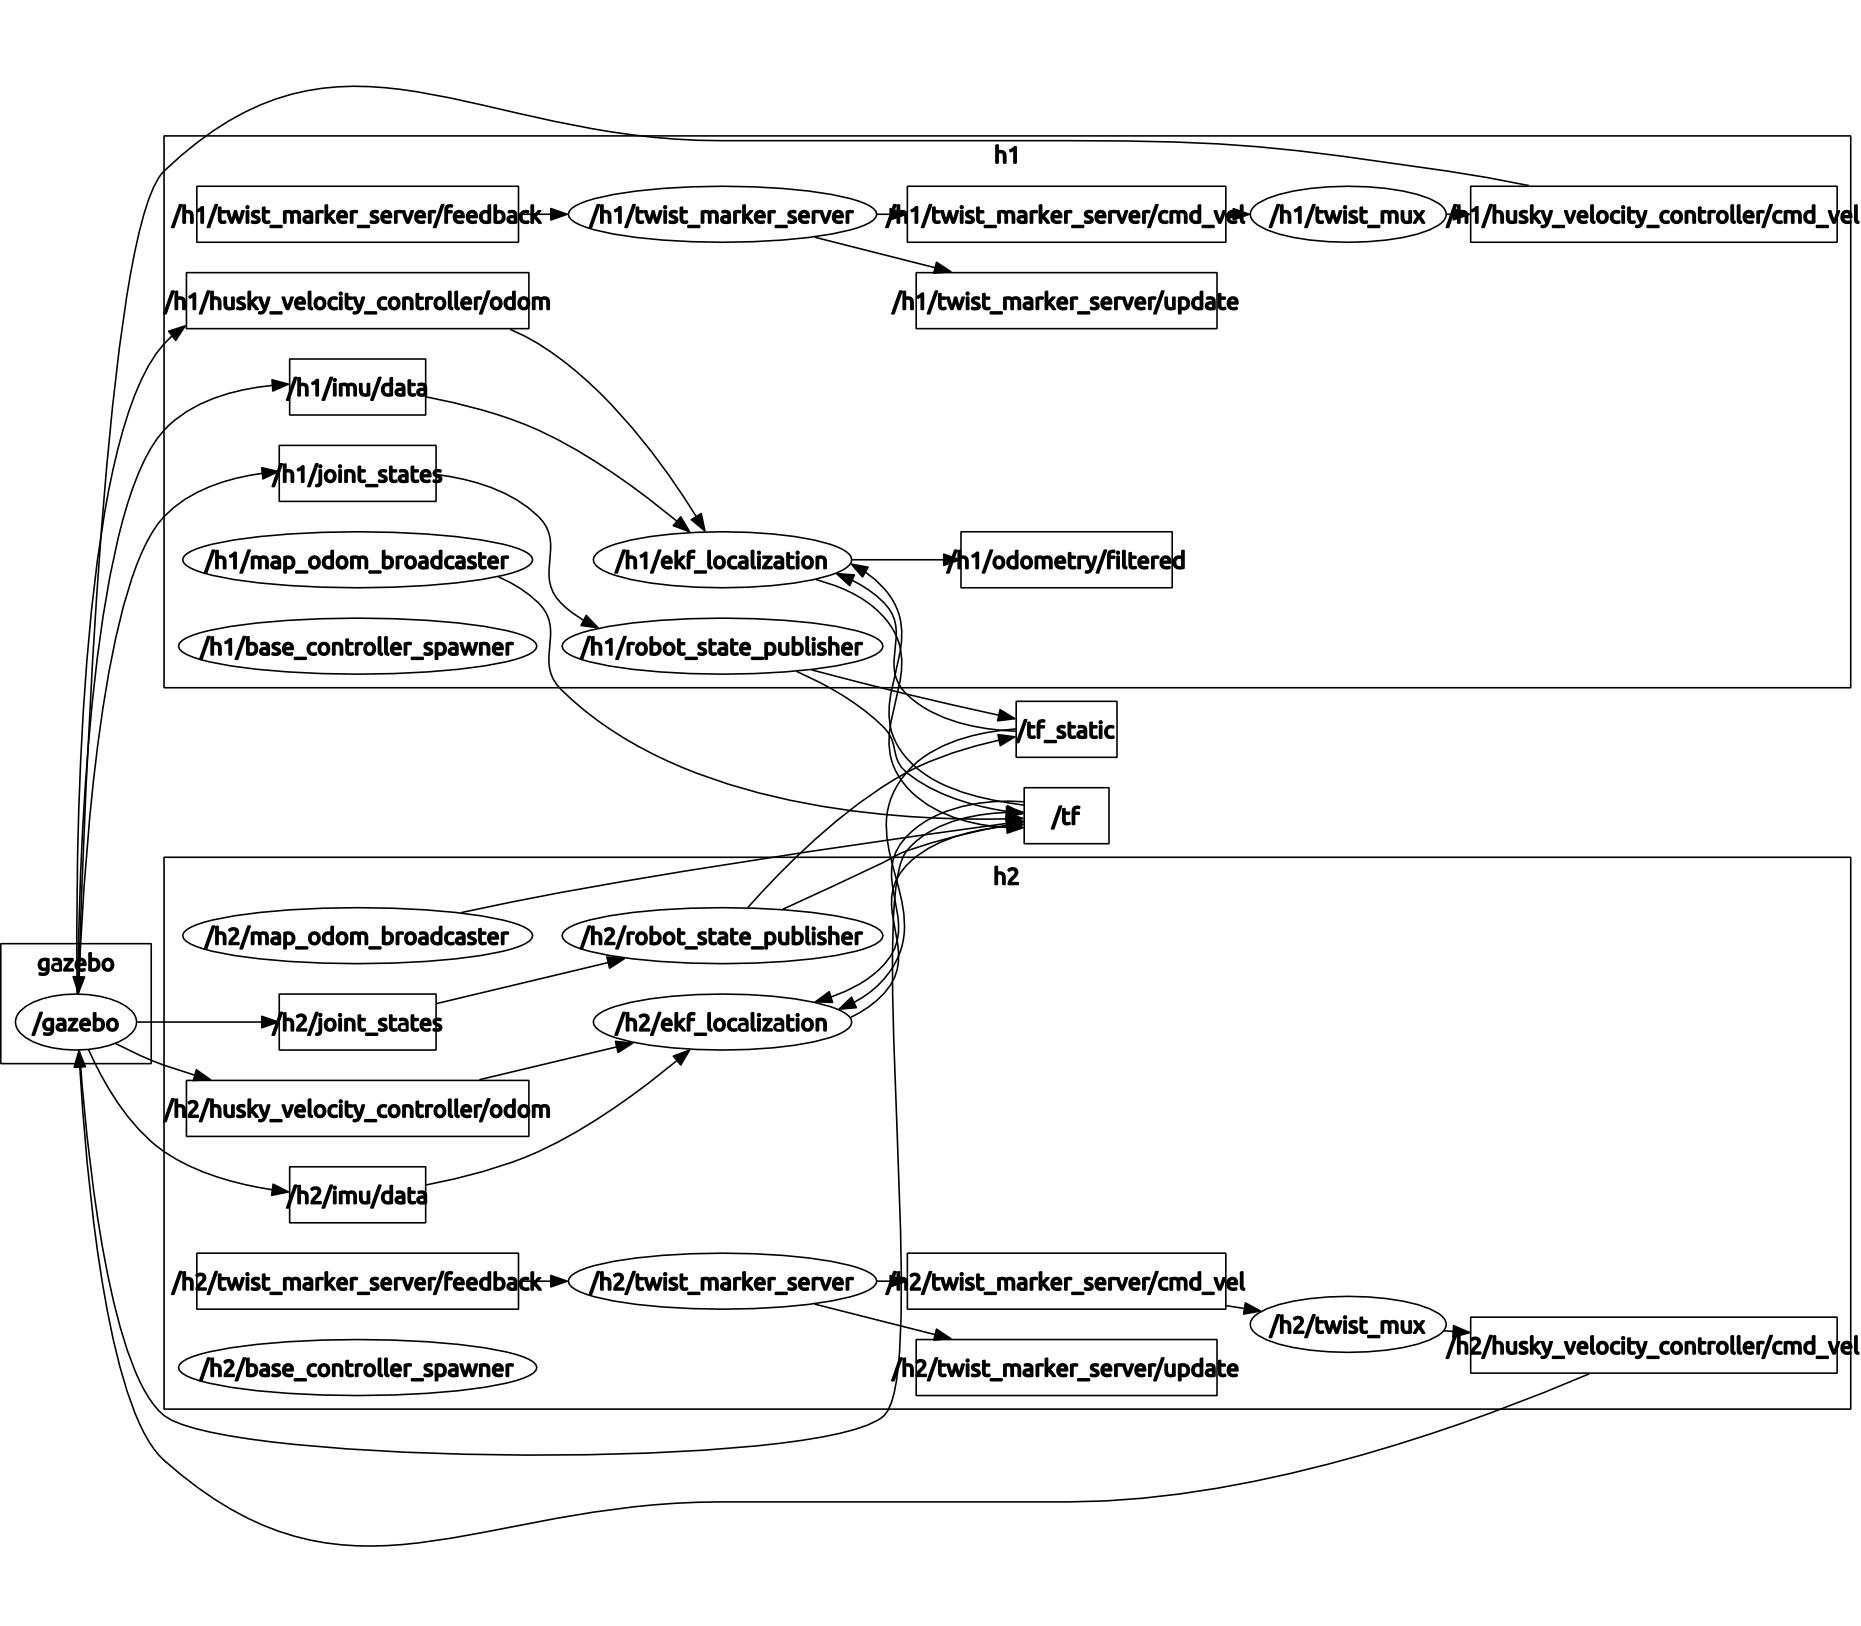 h1
/h1/twist_marker_server/feedback
/h1/twist_marker_server
/h1/twist_marker_server/cmd_vel
/h1/twist_mux
/h1/husky_velocity_controller/cmd_vel
/h1/husky_velocity_controller/odom
/h1/twist_marker_server/update
/h1/imu/data
/h1/joint_states
/h1/map_odom_broadcaster
/h1/ekf_localization
/h1/odometry/filtered
/h1/base_controller_spawner
/h1/robot_state_publisher
/tf_static
/tf
h2
/h2/map_odom_broadcaster
/h2/robot_state_publisher
gazebo
/gazebo
/h2/joint_states
/h2/ekf_localization
/h2/husky_velocity_controller/odom
/h2/imu/data
/h2/twist_marker_server/feedback
/h2/twist_marker_server
/h2/twist_marker_server/cmd_vel
/h2/twist_mux
/h2/husky_velocity_controller/cmd_vel
/h2/base_controller_spawner
/h2/twist_marker_server/update